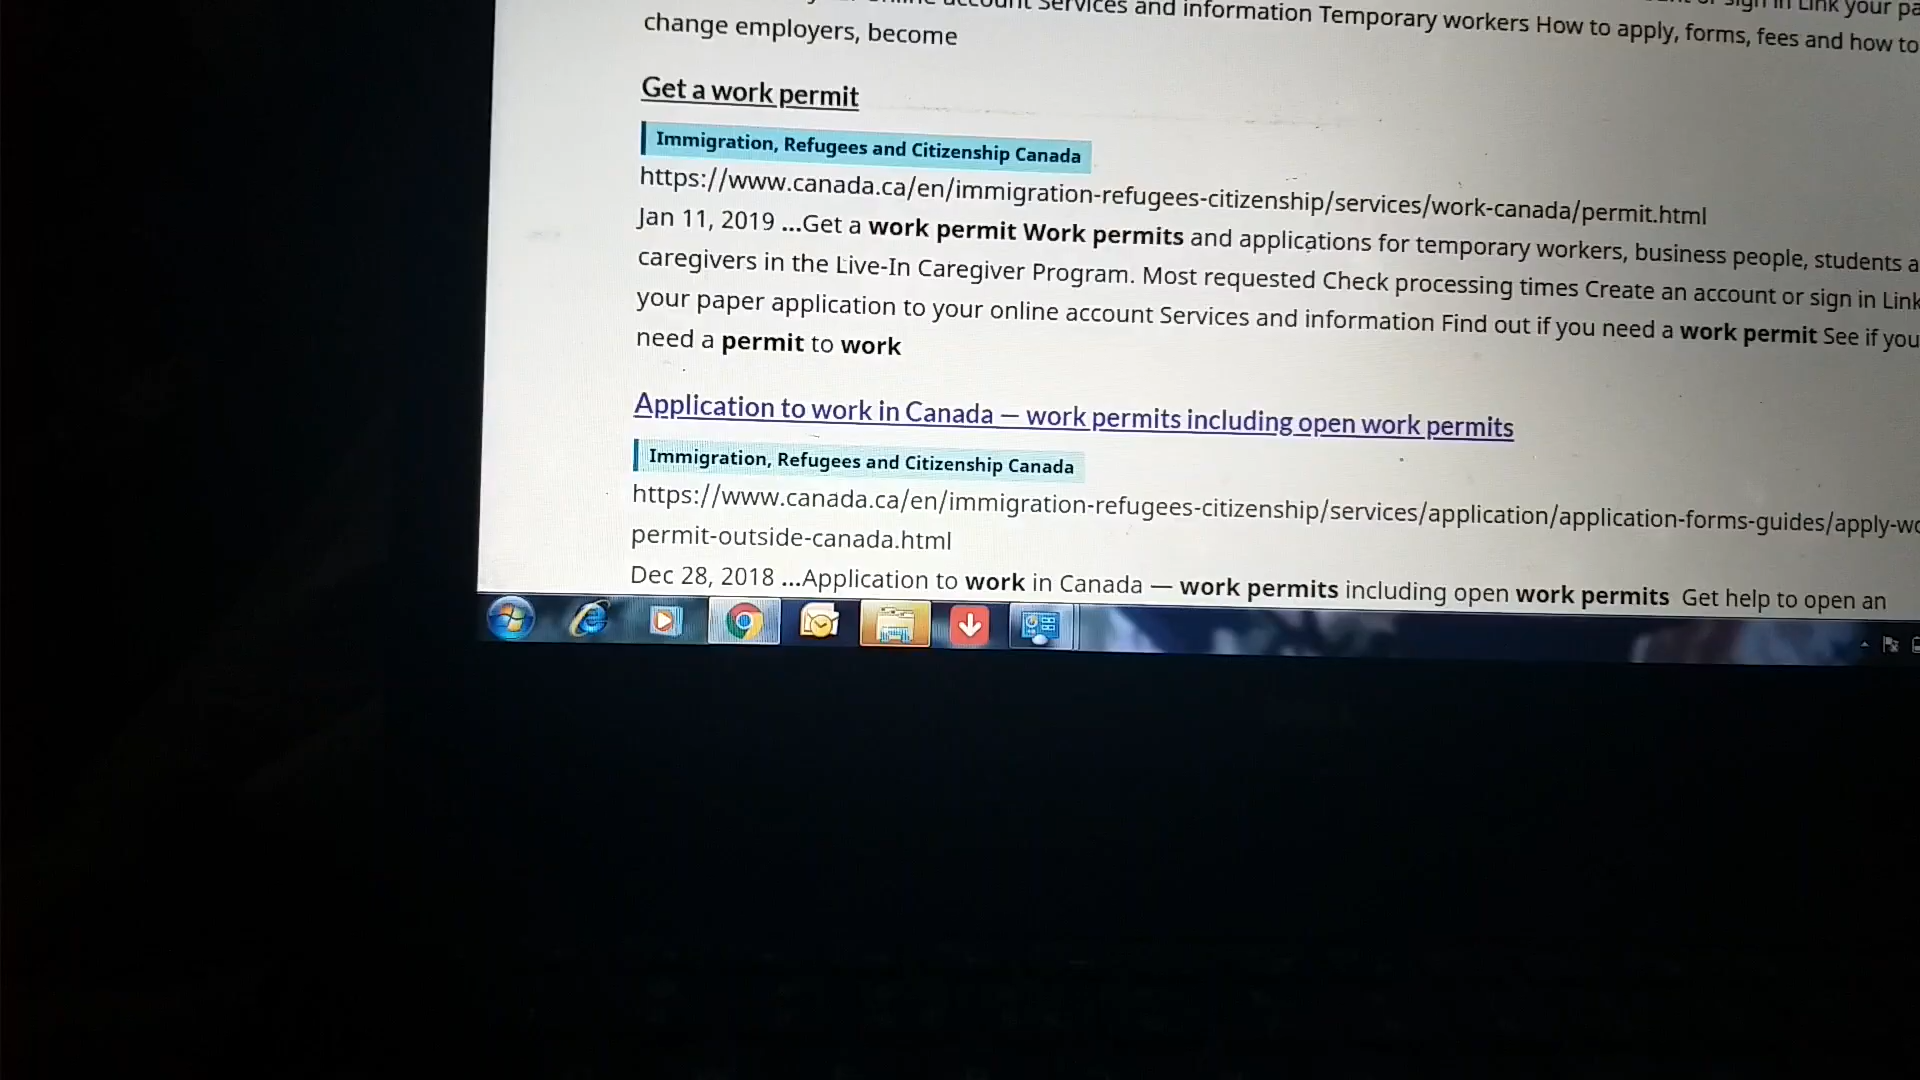 account Services and information Temporary workers How to apply, forms, fees and how to
change employers, become
Get a work permit
Immigration, Refugees and Citizenship Canada
https://www.canada.ca/en/immigration-refugees-citizenship/services/work-canada/permit.html
Jan 11, 2019 ...Get a work permit Work permits and applications for temporary workers, business people, students a
caregivers in the Live-In Caregiver Program. Most requested Check processing times Create an account or sign in Link
your paper application to your online account Services and information Find out if you need a work permit See if you
need a permit to work
Application to work in Canada — work permits including open work permits
Immigration, Refugees and Citizenship Canada
https://www.canada.ca/en/immigration-refugees-citizenship/services/application/application-forms-guides/apply-wo
permit-outside-canada.html
Dec 28, 2018 ...Application to work in Canada — work permits including open work permits Get help to open an